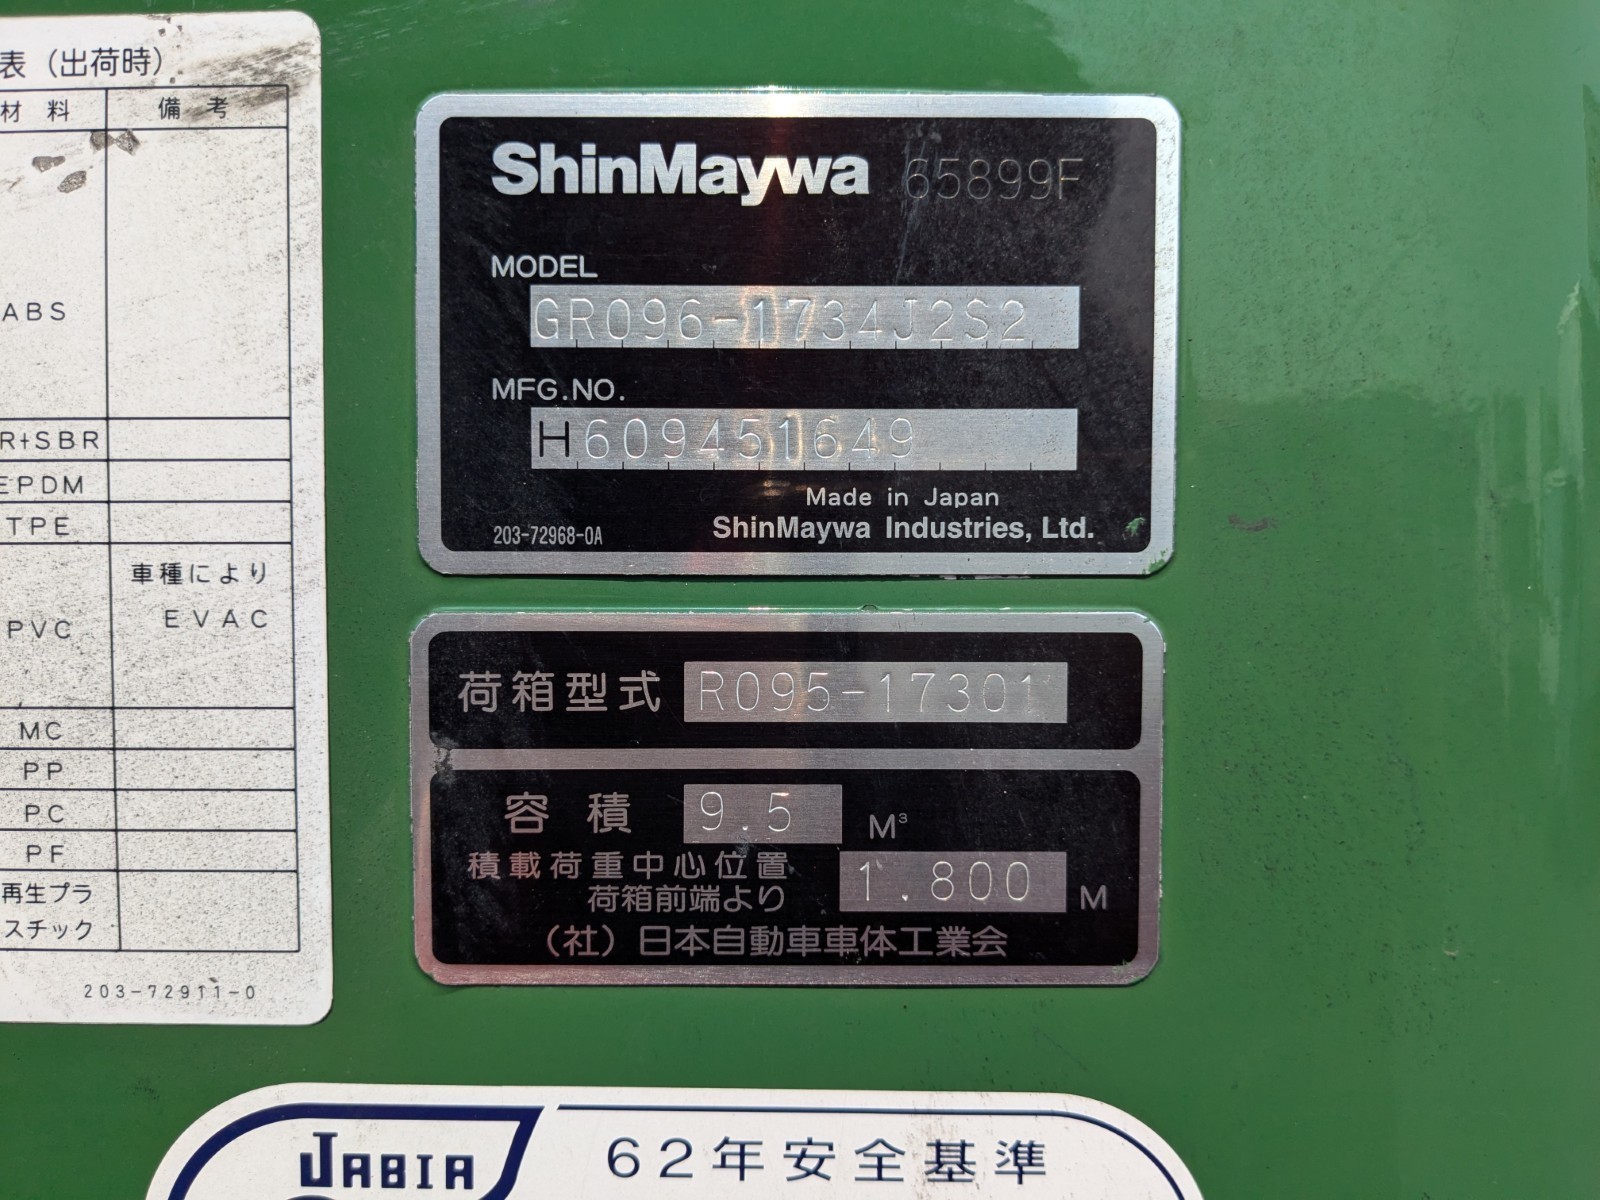 表（出荷時）
材料 備考
ABS
R+SBR
EPDM
TPE
PVC 車種により
EVAC
MC
PP
PC
PF
再生プラ
スチック
203-72911-0
ShinMaywa 65899F
MODEL
GR096-1734J2S2
MFG.NO.
H609451649
Made in Japan
203-72968-0A ShinMaywa Industries, Ltd.
荷箱型式 R095-17301
容積 9.5 M³
積載荷重中心位置
荷箱前端より 1.800 M
（社）日本自動車車体工業会
JABIA 62年安全基準